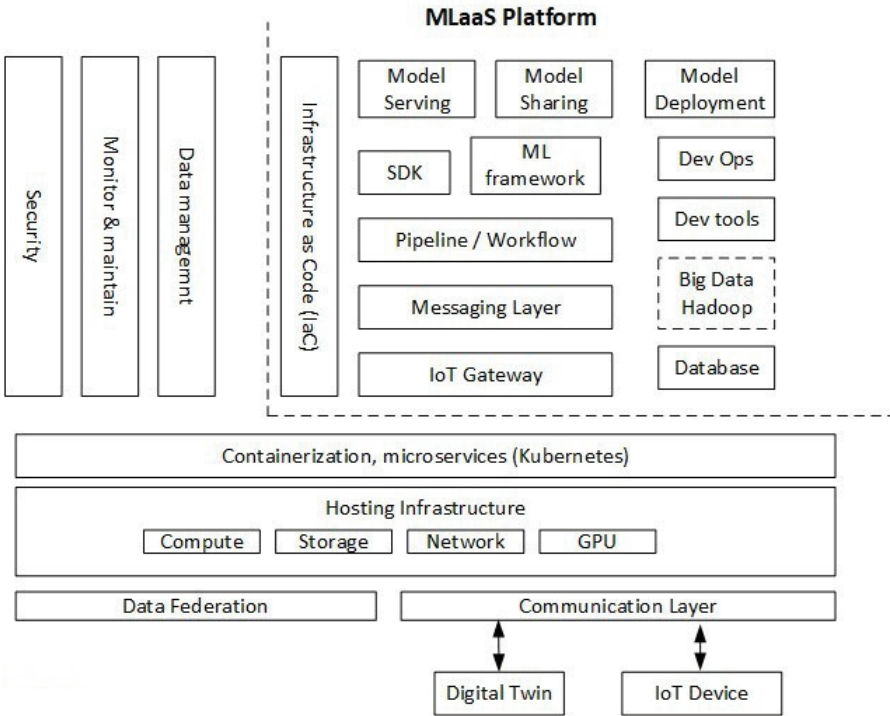 MLaaS Platform
Security
Monitor & maintain
Data managemnt
Infrastructure as
Code (IaC)
Model
Serving
Model
Sharing
Model
Deployment
SDK
ML
framework
Dev Ops
Pipeline / Workflow
Dev tools
Messaging Layer
Big Data
Hadoop
IoT Gateway
Database
Containerization, microservices (Kubernetes)
Hosting Infrastructure
Compute
Storage
Network
GPU
Data Federation
Communication Layer
Digital Twin
IoT Device